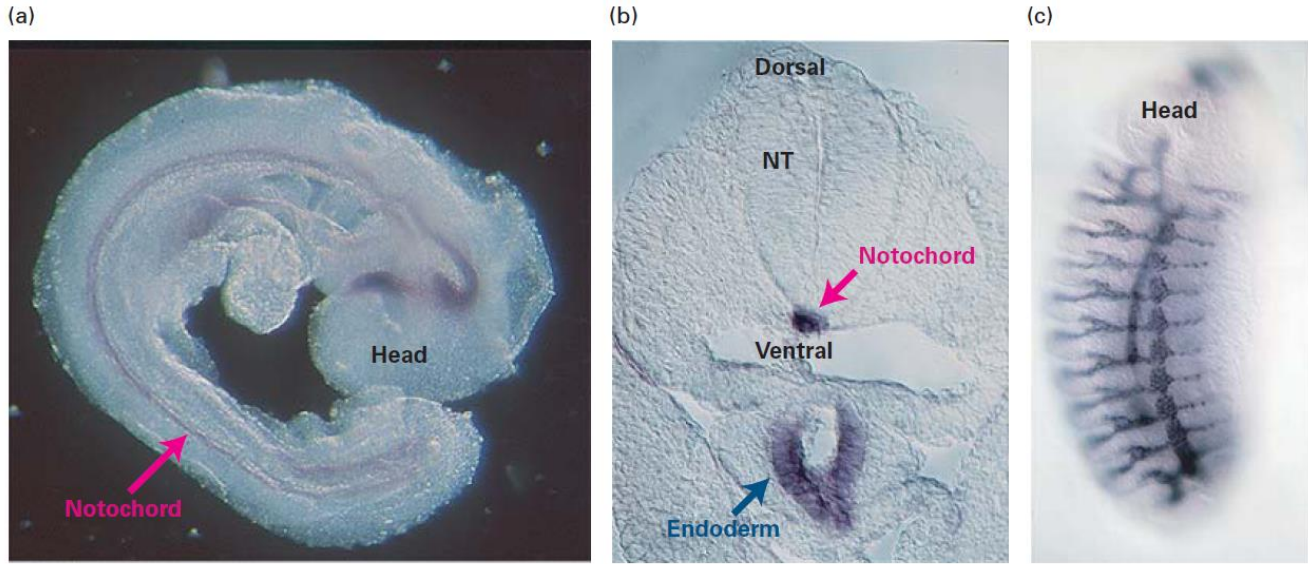 (a)
Head
Notochord
(b)
Dorsal
NT
Notochord
Ventral
Endoderm
(c)
Head